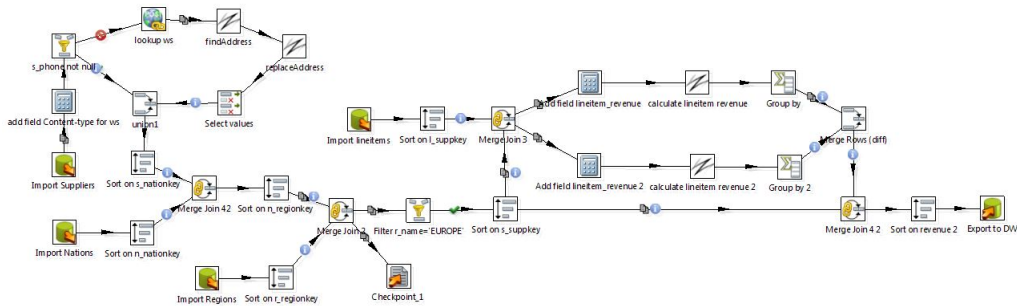 lookup ws
findAddress
s_phone not null
replaceAddress
add field Content-type for ws
union1
Select values
Import Suppliers
Sort on s_nationkey
Merge Join 42
Sort on n_regionkey
Import Nations
Sort on n_nationkey
Merge Join 2
Filter r_name='EUROPE'
Sort on s_suppkey
Import Regions
Sort on r_regionkey
Checkpoint_1
Import lineitems
Sort on l_suppkey
Merge Join 3
Add field lineitem_revenue
calculate lineitem revenue
Group by
Merge Rows (diff)
Add field lineitem_revenue 2
calculate lineitem revenue 2
Group by 2
Merge Join 4 2
Sort on revenue 2
Export to DW